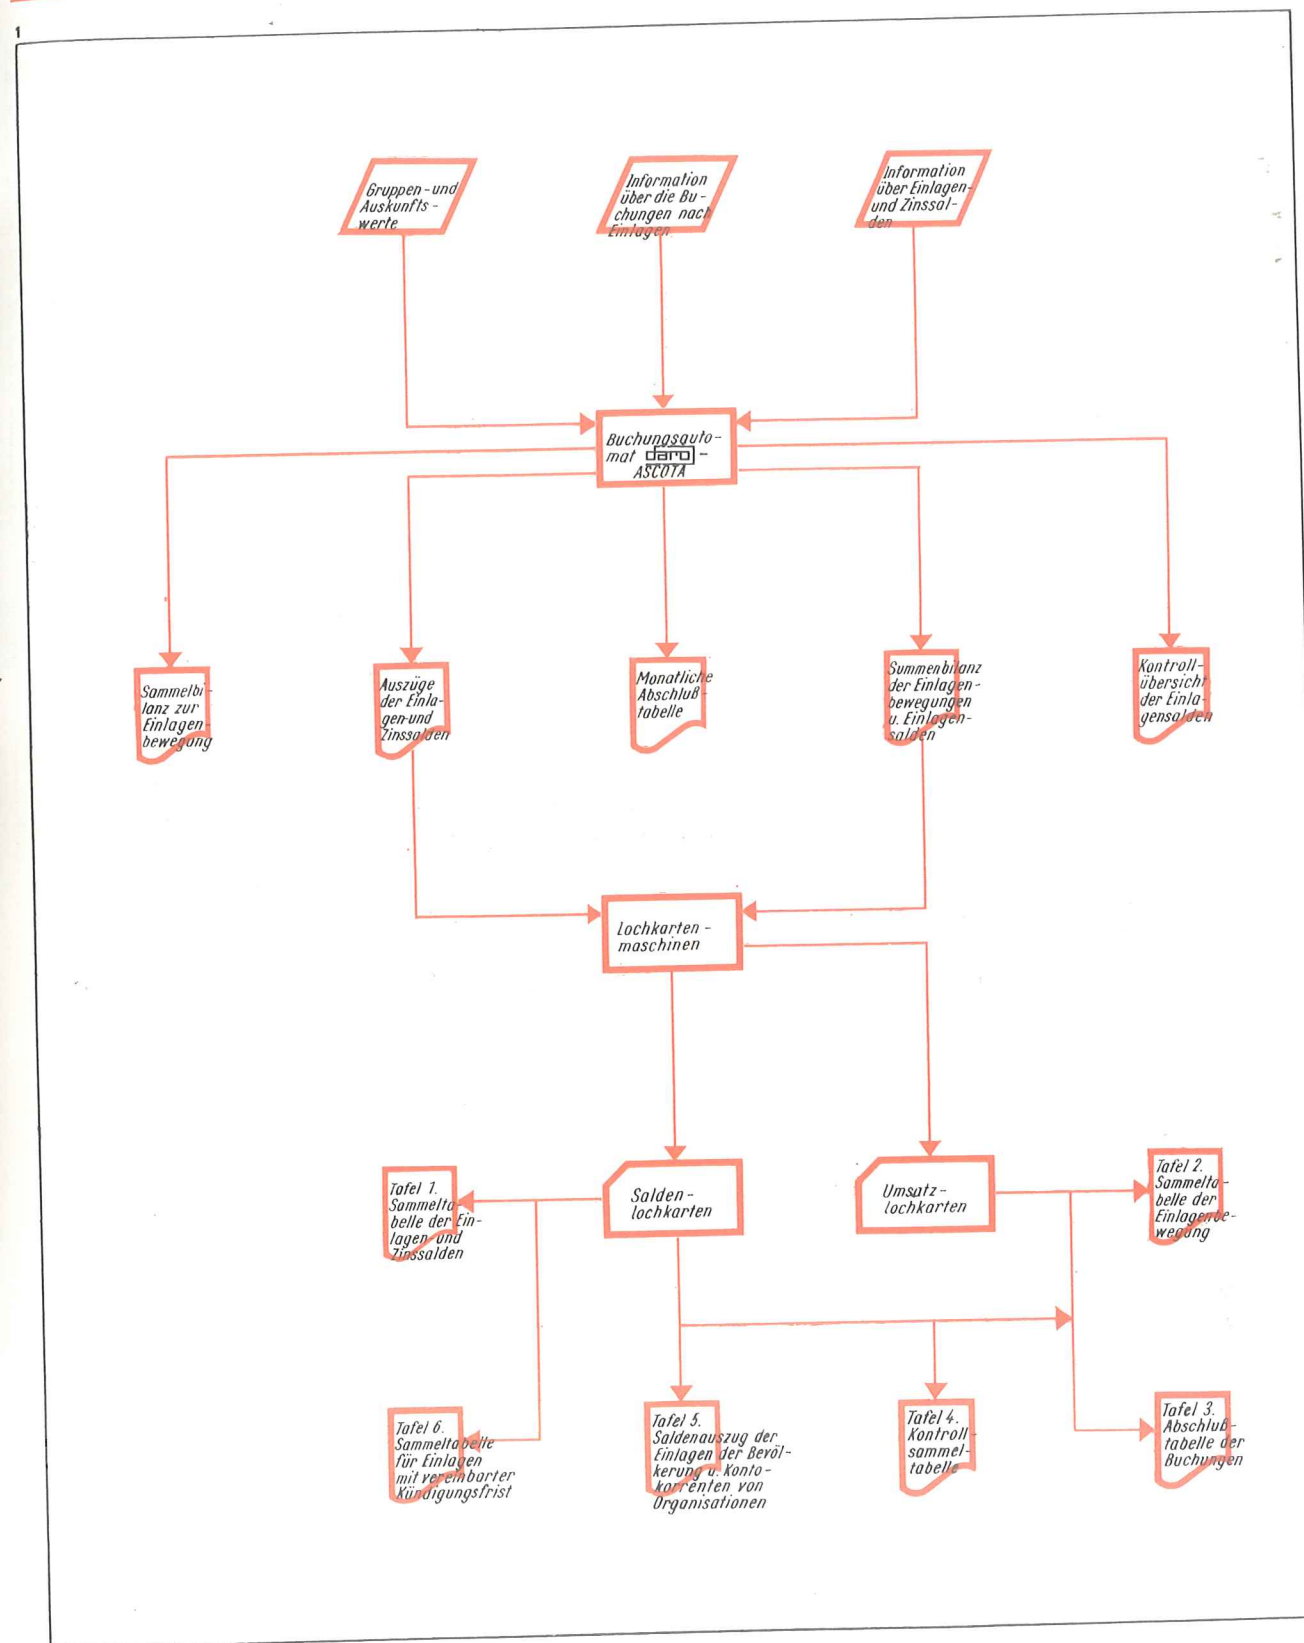 1
Gruppen-und
Auskunfts-
werte
Information
über die Bu-
chungen nach
Einlagen
Information
über Einlagen-
und Zinssal-
den
Buchungsauto-
mat daro -
ASCOTA
Sammelbi-
lanz zur
Einlagen-
bewegung
Auszüge
der Einla-
gen-und
Zinssalden
Monatliche
Abschluß-
tabelle
Summenbilanz
der Einlagen-
bewegungen
u. Einlagen-
salden
Kontroll-
übersicht
der Einla-
gensalden
Lochkarten-
maschinen
Tafel 1.
Sammelta-
belle der Ein-
lagen-und
Zinssalden
Salden-
lochkarten
Umsatz-
lochkarten
Tafel 2.
Sammelta-
belle der
Einlagenbe-
wegung
Tafel 6.
Sammeltabelle
für Einlagen
mit vereinbarter
Kündigungsfrist
Tafel 5.
Saldenauszug der
Einlagen der Bevöl-
kerung u. Konto-
korrenten von
Organisationen
Tafel 4.
Kontroll-
sammel-
tabelle
Tafel 3.
Abschluß-
tabelle der
Buchungen